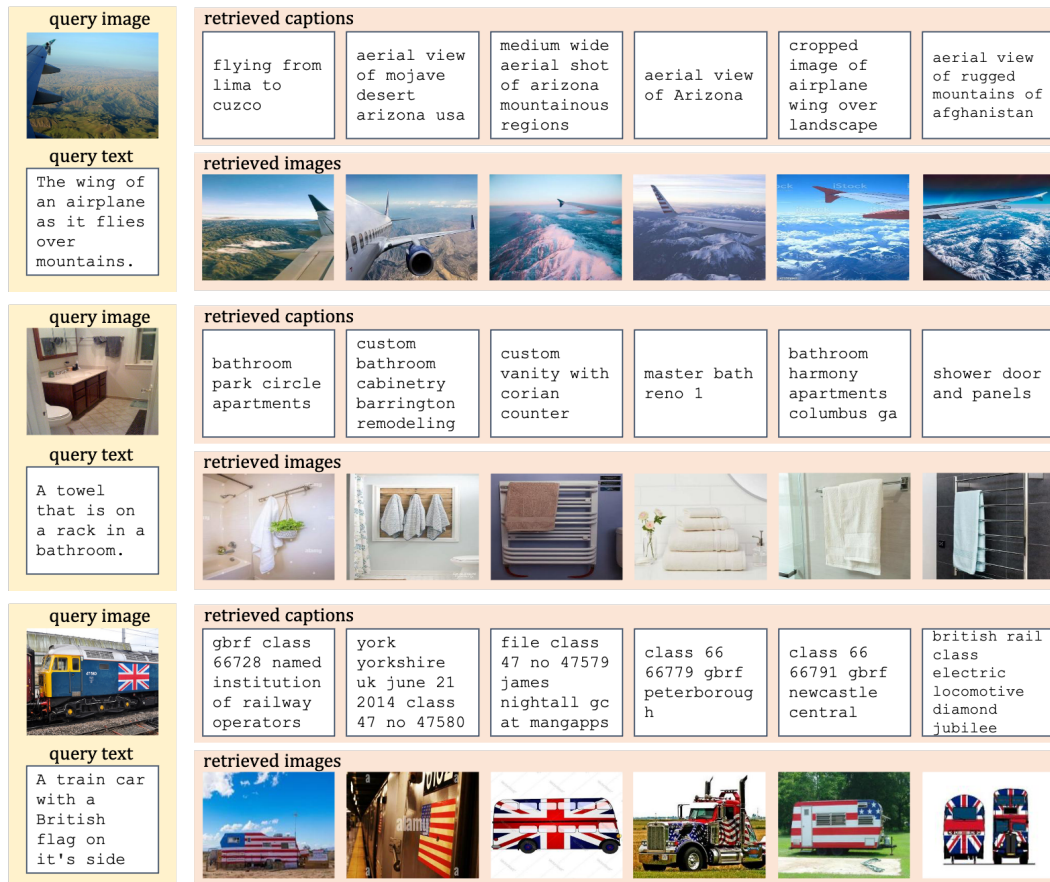 query image
retrieved captions
flying from
lima to
cuzco
aerial view
of mojave
desert
arizona usa
medium wide
aerial shot
of arizona
mountainous
regions
aerial view
of Arizona
cropped
image of
airplane
wing over
landscape
aerial view
of rugged
mountains of
afghanistan
query text
The wing of
an airplane
as it flies
over
mountains.
retrieved images
iStock
query image
retrieved captions
bathroom
park circle
apartments
custom
bathroom
cabinetry
barrington
remodeling
custom
vanity with
corian
counter
master bath
reno 1
bathroom
harmony
apartments
columbus ga
shower door
and panels
query text
A towel
that is on
a rack in a
bathroom.
retrieved images
query image
retrieved captions
gbrf class
66728 named
institution
of railway
operators
york
yorkshire
uk june 21
2014 class
47 no 47580
file class
47 no 47579
james
nightall gc
at mangapps
class 66
66779 gbrf
peterboroug
h
class 66
66791 gbrf
newcastle
central
british rail
class
electric
locomotive
diamond
jubilee
query text
A train car
with a
British
flag on
it's side
retrieved images
alamy